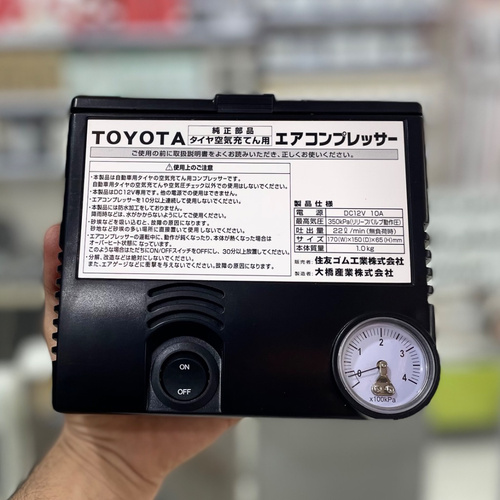 TOYOTA 純正部品 タイヤ空気充てん用 エアコンプレッサー
ご使用の前に取扱説明書をよくお読みいただき、正しくお使いください。
〈使用上のご注意〉
・本製品は自動車用タイヤの空気充てん用コンプレッサーです。
自動車用タイヤの空気充てんや空気圧チェック以外での使用はしないでください。
・本製品はDC12V専用です。他の電源での使用はできません。
・コンプレッサーを10分以上連続して使用しないでください。
・本製品には防水加工をしておりません。
降雨時などは、水がかからないようにしてご使用ください。
・砂埃などを吸い込むと、故障の原因になります。
砂埃などの多い場所に直接置いて使用しないでください。
・コンプレッサーの運転中に、動作が鈍くなったり、本体が熱くなった場合は
オーバーヒート状態になっています。
このような場合はただちにON/OFFスイッチをOFFにし、30分以上放置してください。
・分解、改造などは絶対にしないでください。
また、エアゲージなどに衝撃を与えないでください。故障の原因になります。
製品仕様
電源 DC12V 10A
最高気圧 350kPa(リリーフバルブ動作圧)
吐出量 22ℓ/min(無負荷時)
サイズ 170(W)×150(D)×65(H)mm
本体質量 1.0kg
販売者: 住友ゴム工業株式会社
製造者: 大橋産業株式会社
ON
OFF
0 1 2 3 4
×100kPa